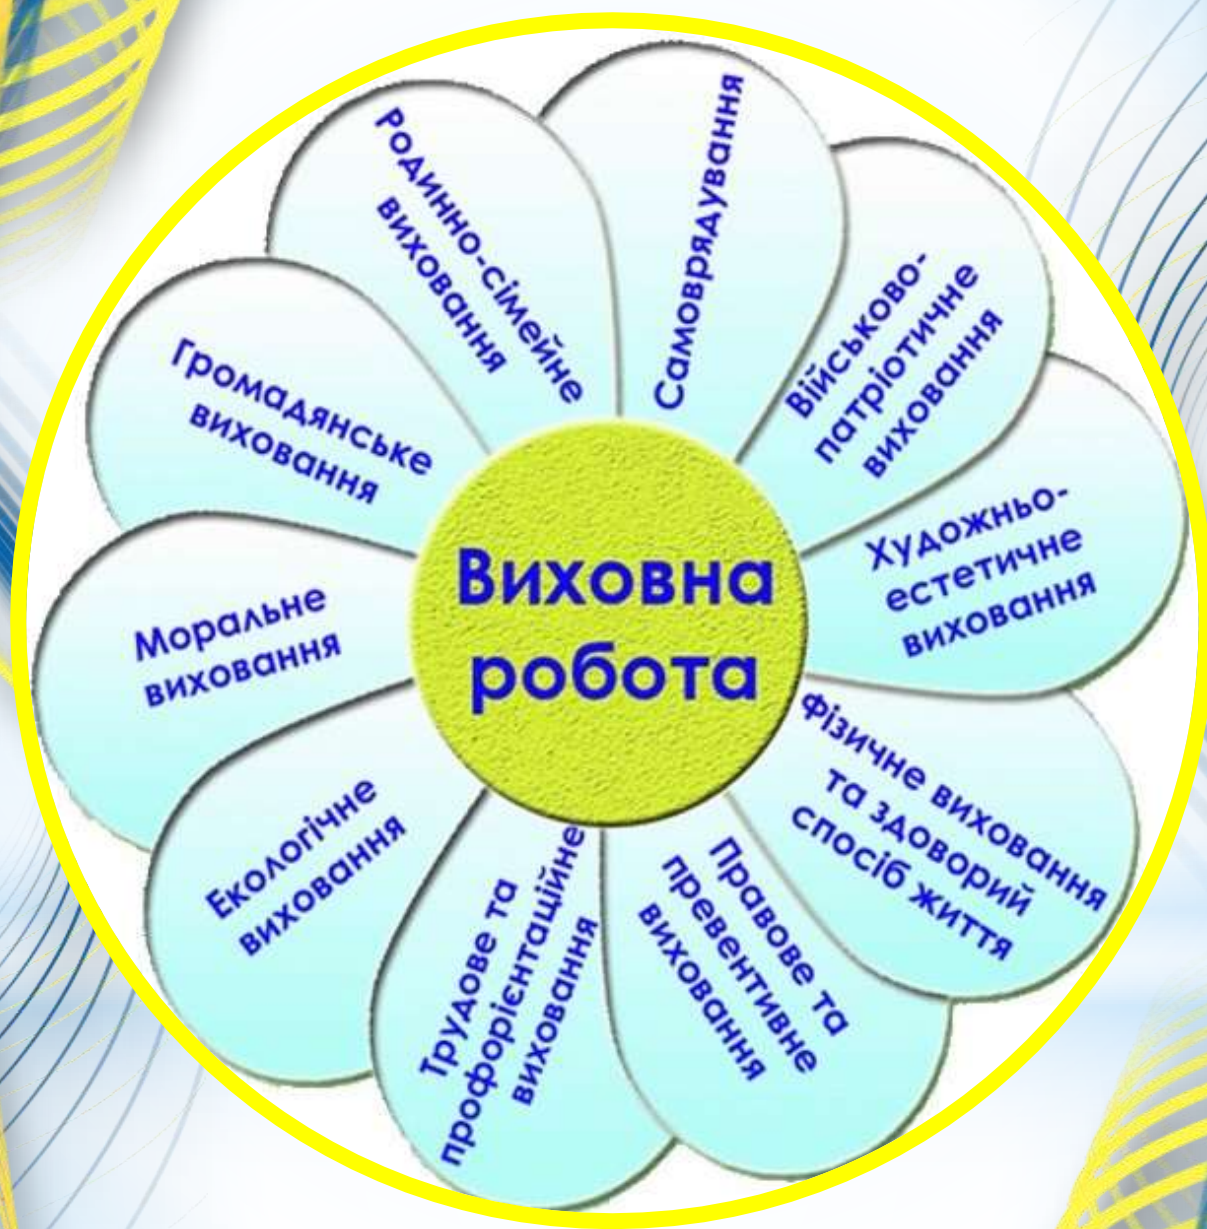 Виховна
робота
Самоврядування
Військово-
патріотичне
виховання
Художньо-
естетичне
виховання
Фізичне виховання
та здоворий
спосіб життя
Правове та
превентивне
виховання
Трудове та
профорієнтаційне
виховання
Екологічне
виховання
Моральне
виховання
Громадянське
виховання
Родинно-сімейне
виховання